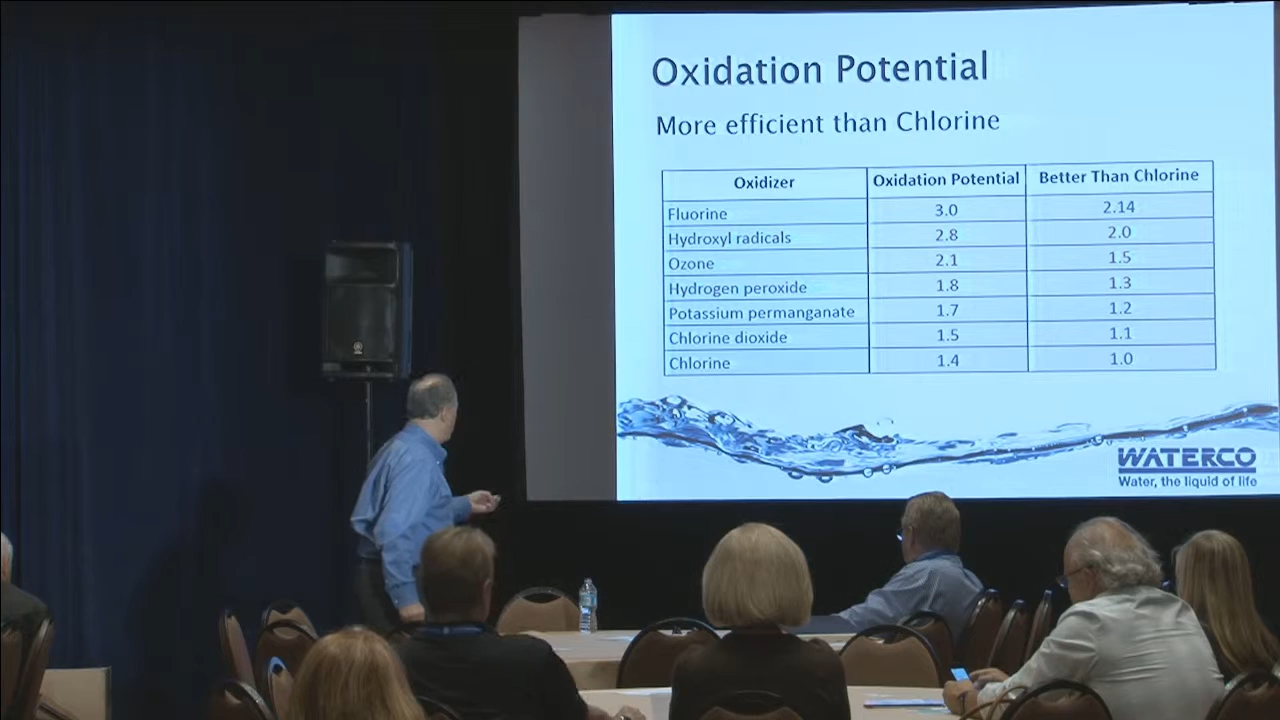 Oxidation Potential
More efficient than Chlorine
Oxidizer Oxidation Potential Better Than Chlorine
Fluorine 3.0 2.14
Hydroxyl radicals 2.8 2.0
Ozone 2.1 1.5
Hydrogen peroxide 1.8 1.3
Potassium permanganate 1.7 1.2
Chlorine dioxide 1.5 1.1
Chlorine 1.4 1.0
WATERCO
Water, the liquid of life